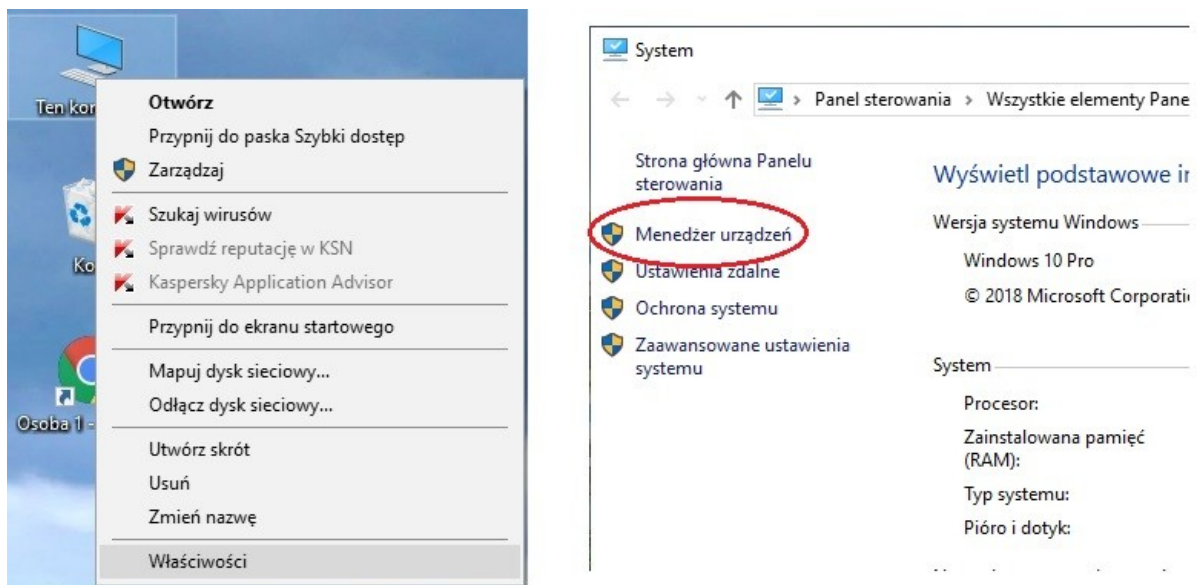 Ten kor
Otwórz
Przypnij do paska Szybki dostęp
Zarządzaj
Szukaj wirusów
Sprawdź reputację w KSN
Kaspersky Application Advisor
Przypnij do ekranu startowego
Mapuj dysk sieciowy...
Odłącz dysk sieciowy...
Utwórz skrót
Usuń
Zmień nazwę
Właściwości
Ko
Osoba 1 -
System
Panel sterowania > Wszystkie elementy Pane
Strona główna Panelu
sterowania
Menedżer urządzeń
Ustawienia zdalne
Ochrona systemu
Zaawansowane ustawienia
systemu
Wyświetl podstawowe in
Wersja systemu Windows
Windows 10 Pro
© 2018 Microsoft Corporati
System
Procesor:
Zainstalowana pamięć
(RAM):
Typ systemu:
Pióro i dotyk: